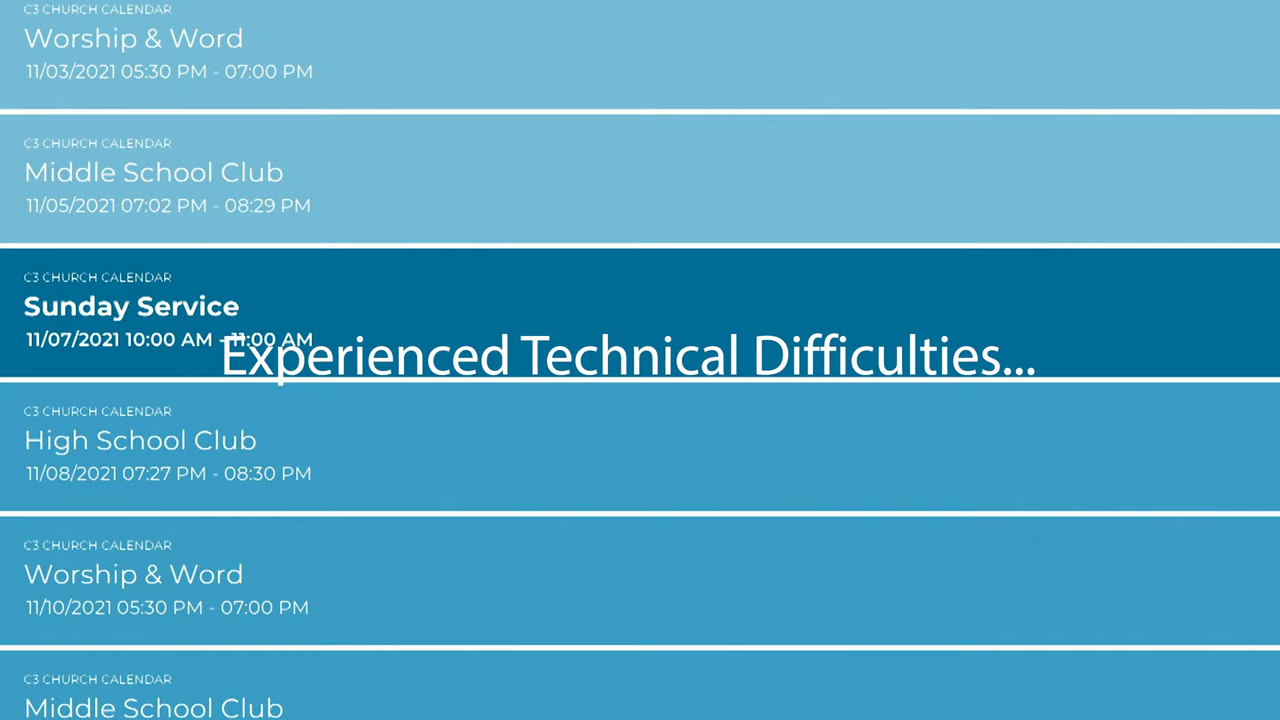 C3 CHURCH CALENDAR
Worship & Word
11/03/2021 05:30 PM - 07:00 PM
C3 CHURCH CALENDAR
Middle School Club
11/05/2021 07:02 PM - 08:29 PM
C3 CHURCH CALENDAR
Sunday Service
11/07/2021 10:00 AM - 11:00 AM
Experienced Technical Difficulties...
C3 CHURCH CALENDAR
High School Club
11/08/2021 07:27 PM - 08:30 PM
C3 CHURCH CALENDAR
Worship & Word
11/10/2021 05:30 PM - 07:00 PM
C3 CHURCH CALENDAR
Middle School Club